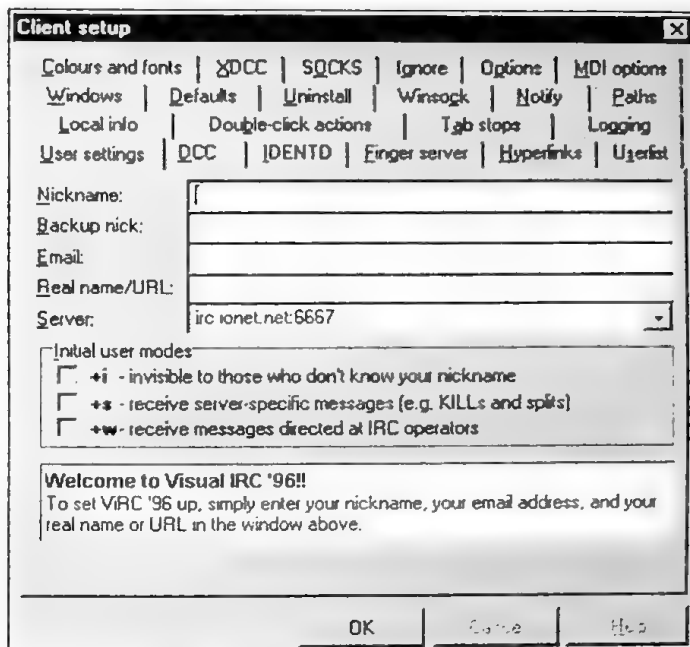 Client setup
Colours and fonts | XDCC | SOCKS | Ignore | Options | MDI options
Windows | Defaults | Uninstall | Winsock | Notify | Paths
Local info | Double-click actions | Tab stops | Logging
User settings | DCC | IDENTD | Finger server | Hyperlinks | Userlist
Nickname:
Backup nick:
Email:
Real name/URL:
Server: irc.ionet.net:6667
Initial user modes
+i - invisible to those who don't know your nickname
+s - receive server-specific messages (e.g. KILLs and splits)
+w - receive messages directed at IRC operators
Welcome to Visual IRC '96!!
To set ViRC '96 up, simply enter your nickname, your email address, and your
real name or URL in the window above.
OK Cancel Help